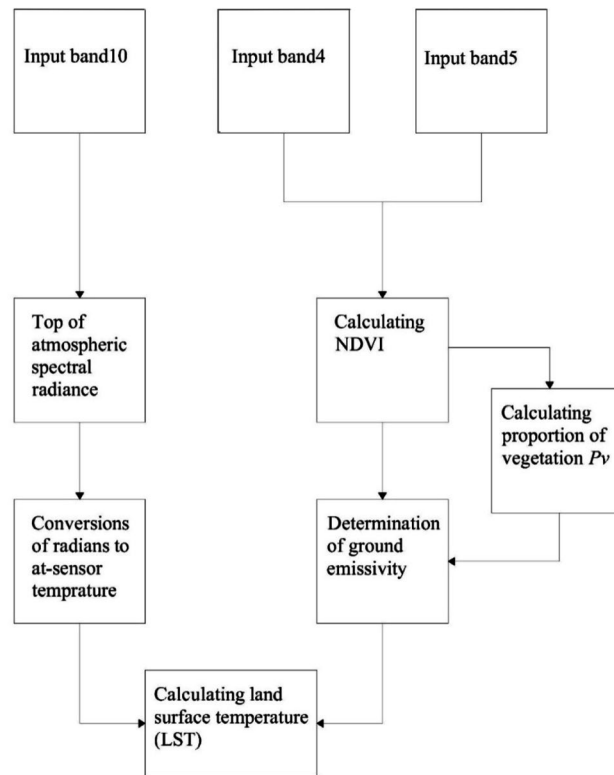 Input band10
Input band4
Input band5
Top of
atmospheric
spectral
radiance
Calculating
NDVI
Calculating
proportion of
vegetation Pv
Conversions
of radians to
at-sensor
temprature
Determination
of ground
emissivity
Calculating land
surface temperature
(LST)